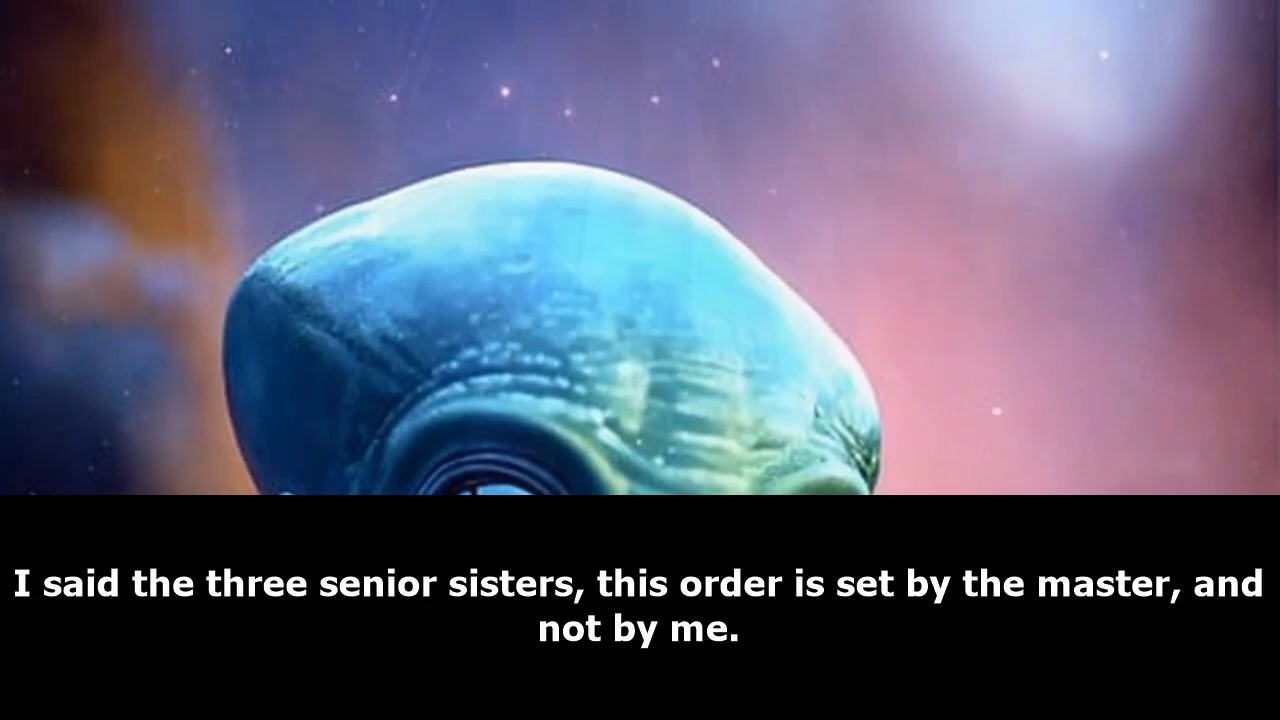 I said the three senior sisters, this order is set by the master, and
not by me.